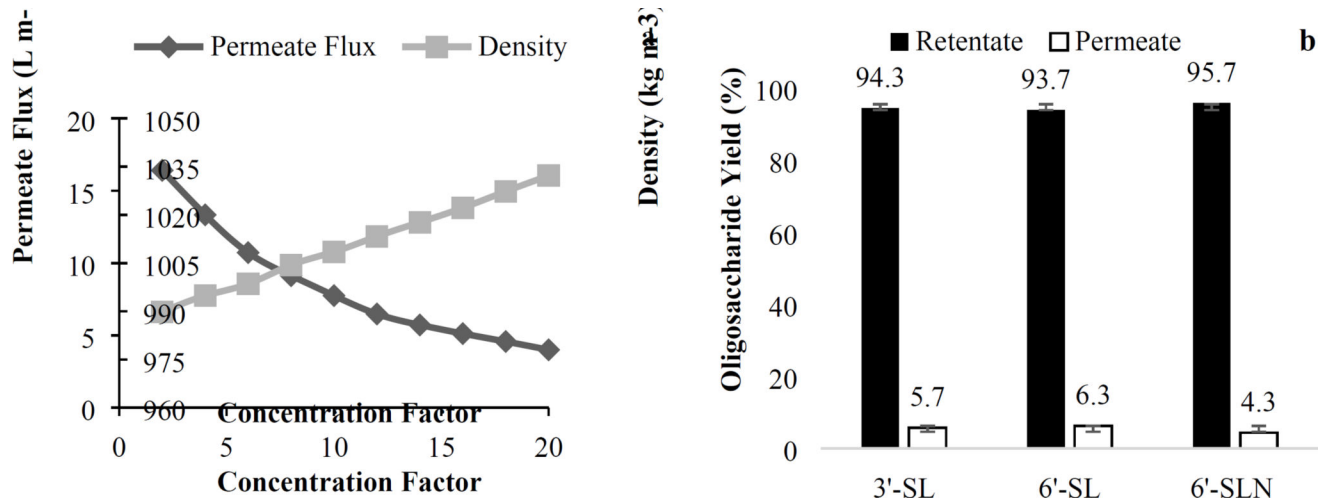 Permeate Flux Density
Permeate Flux (L m-
20
15
10
5
0
1050
1035
1020
1005
990
975
960
Concentration Factor
0 5 10 15 20
Concentration Factor
Density (kg m-3)
Retentate Permeate b
Oligosaccharide Yield (%)
100
80
60
40
20
0
94.3 93.7 95.7
5.7 6.3 4.3
3'-SL 6'-SL 6'-SLN